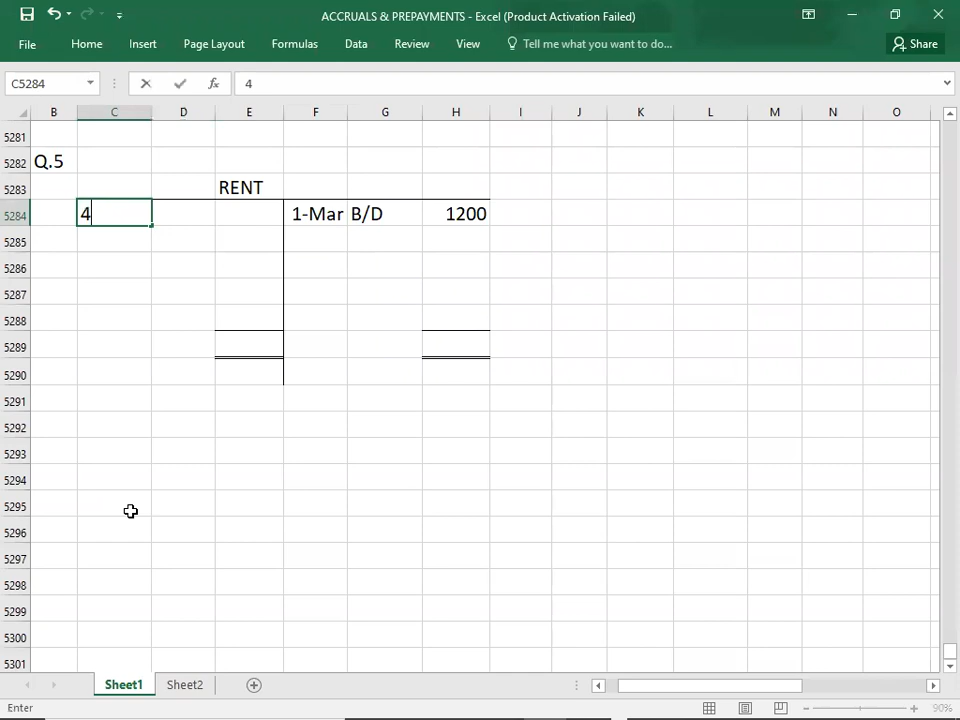 ACCRUALS & PREPAYMENTS - Excel (Product Activation Failed)
File Home Insert Page Layout Formulas Data Review View Tell me what you want to do... Share
C5284 fx 4
B C D E F G H I J K L M N O
5281
5282 Q.5
5283 RENT
5284 4 1-Mar B/D 1200
5285
5286
5287
5288
5289
5290
5291
5292
5293
5294
5295
5296
5297
5298
5299
5300
5301
Sheet1 Sheet2
Enter 90%